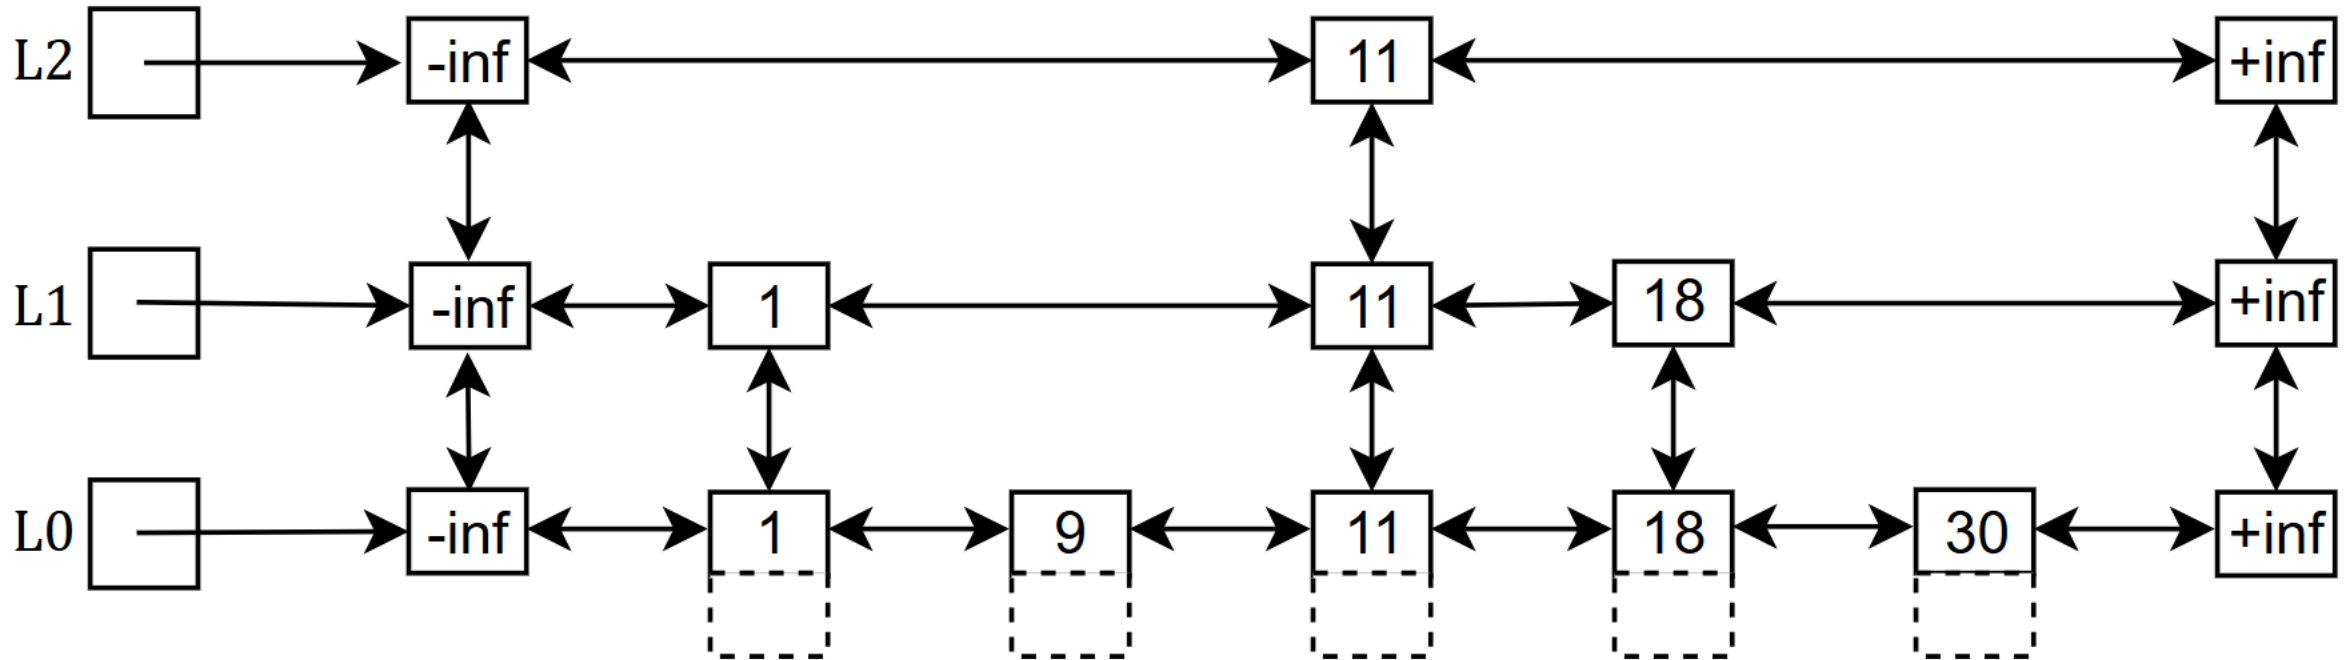 L2 -inf 11 +inf
L1 -inf 1 11 18 +inf
L0 -inf 1 9 11 18 30 +inf